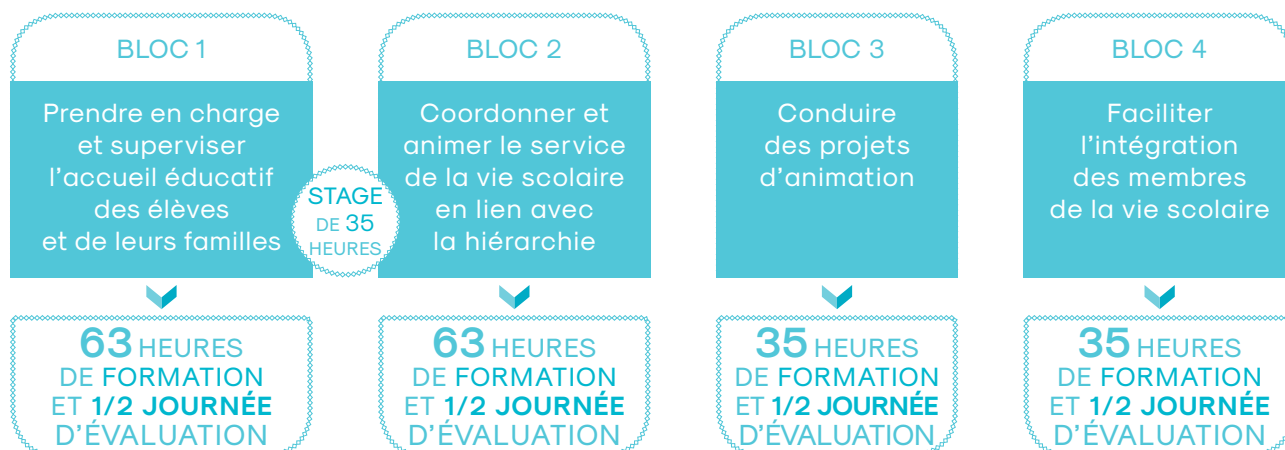 BLOC 1
Prendre en charge
et superviser
l’accueil éducatif
des élèves
et de leurs familles
63 HEURES
DE FORMATION
ET 1/2 JOURNÉE
D’ÉVALUATION
STAGE
DE 35
HEURES
BLOC 2
Coordonner et
animer le service
de la vie scolaire
en lien avec
la hiérarchie
63 HEURES
DE FORMATION
ET 1/2 JOURNÉE
D’ÉVALUATION
BLOC 3
Conduire
des projets
d’animation
35 HEURES
DE FORMATION
ET 1/2 JOURNÉE
D’ÉVALUATION
BLOC 4
Faciliter
l’intégration
des membres
de la vie scolaire
35 HEURES
DE FORMATION
ET 1/2 JOURNÉE
D’ÉVALUATION